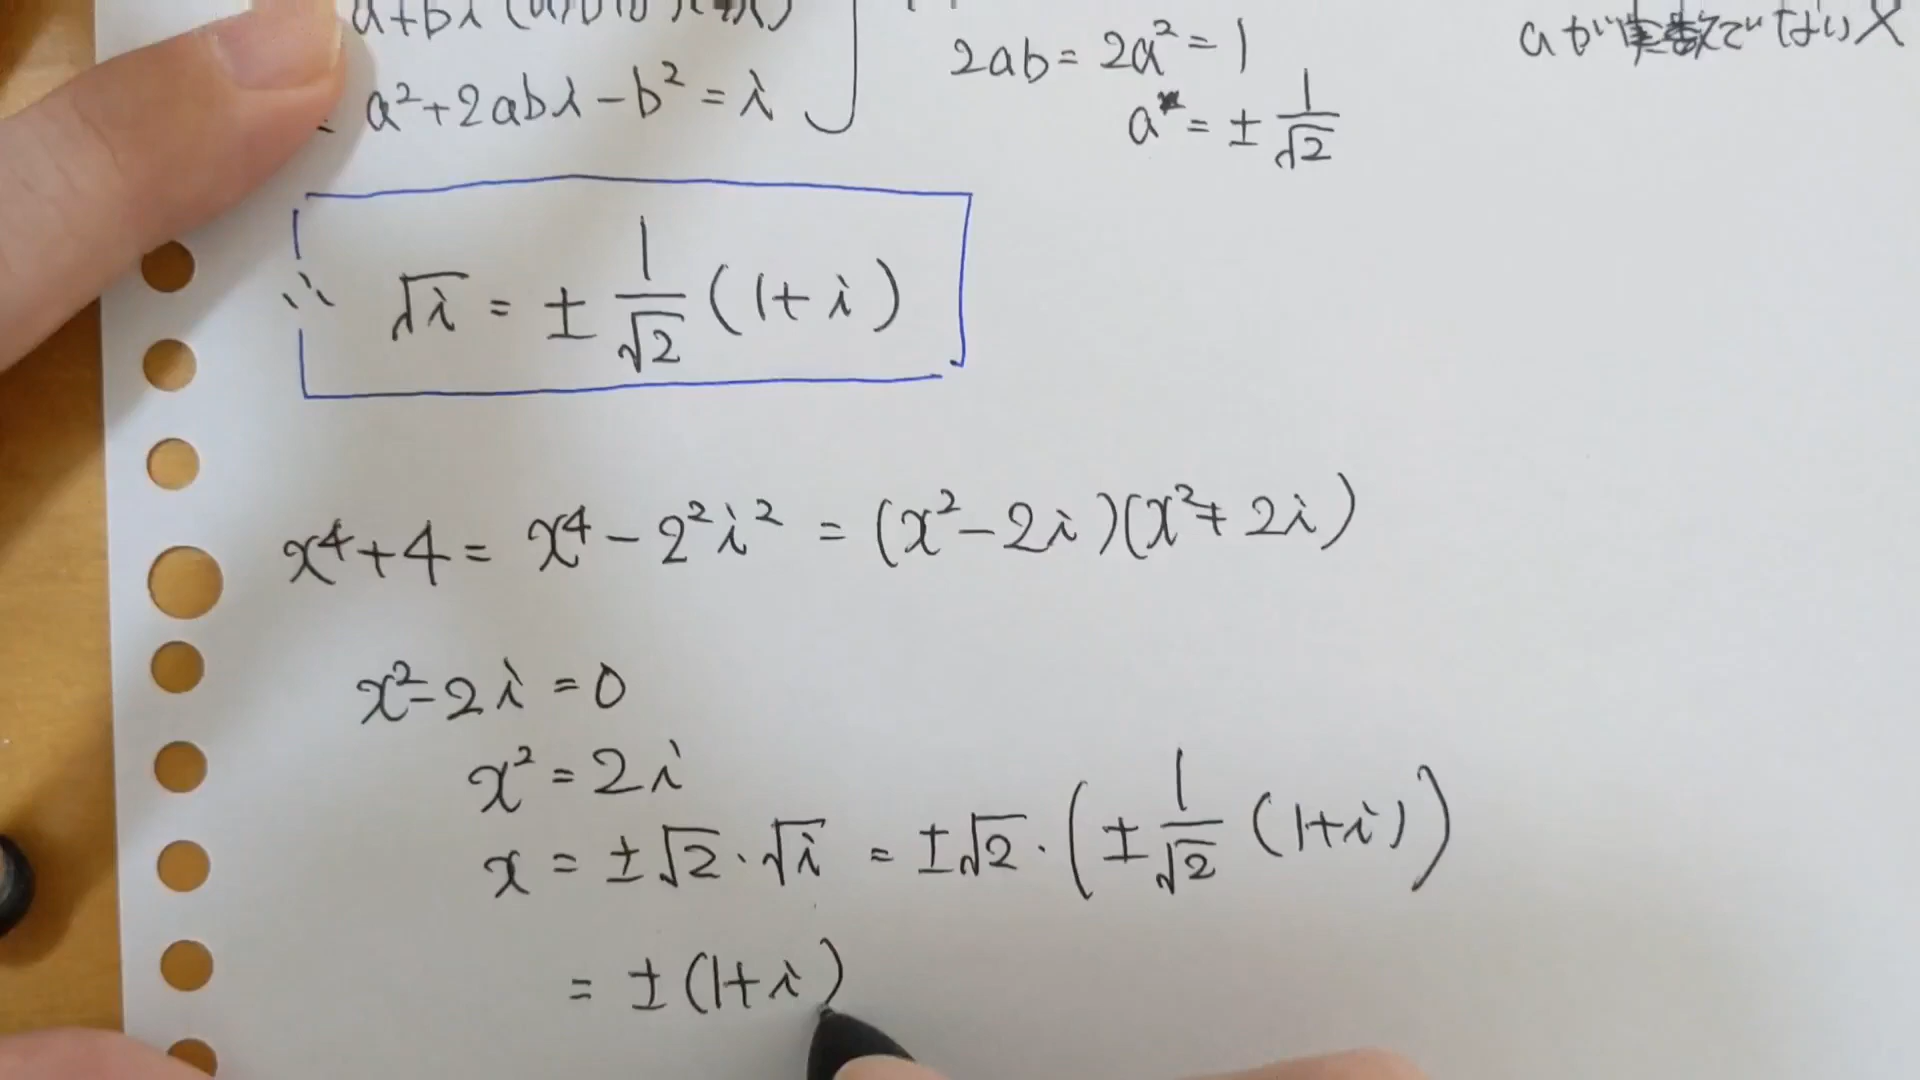 a+bi
a²+2abi-b²=i
2ab=2a²=1
a=±1/√2
aが実数でない×
∴ √i=±1/√2(1+i)
x⁴+4=x⁴-2²i²=(x²-2i)(x²+2i)
x²-2i=0
x²=2i
x=±√2・√i=±√2・(±1/√2(1+i))
=±(1+i)